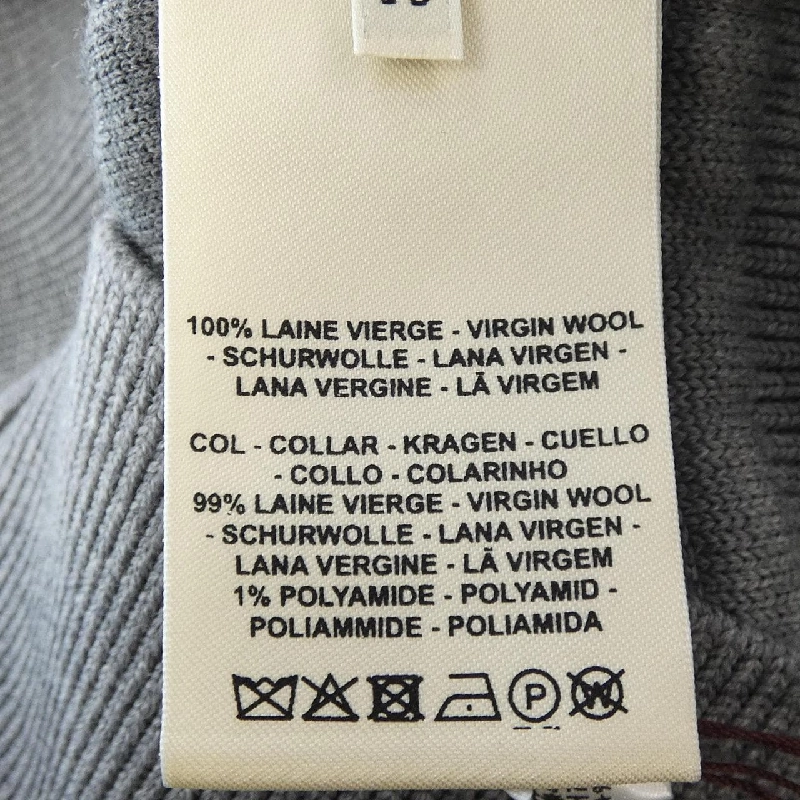 100% LAINE VIERGE - VIRGIN WOOL
- SCHURWOLLE - LANA VIRGEN -
LANA VERGINE - LÃ VIRGEM
COL - COLLAR - KRAGEN - CUELLO
- COLLO - COLARINHO
99% LAINE VIERGE - VIRGIN WOOL
- SCHURWOLLE - LANA VIRGEN -
LANA VERGINE - LÃ VIRGEM
1% POLYAMIDE - POLYAMID -
POLIAMMIDE - POLIAMIDA
P W